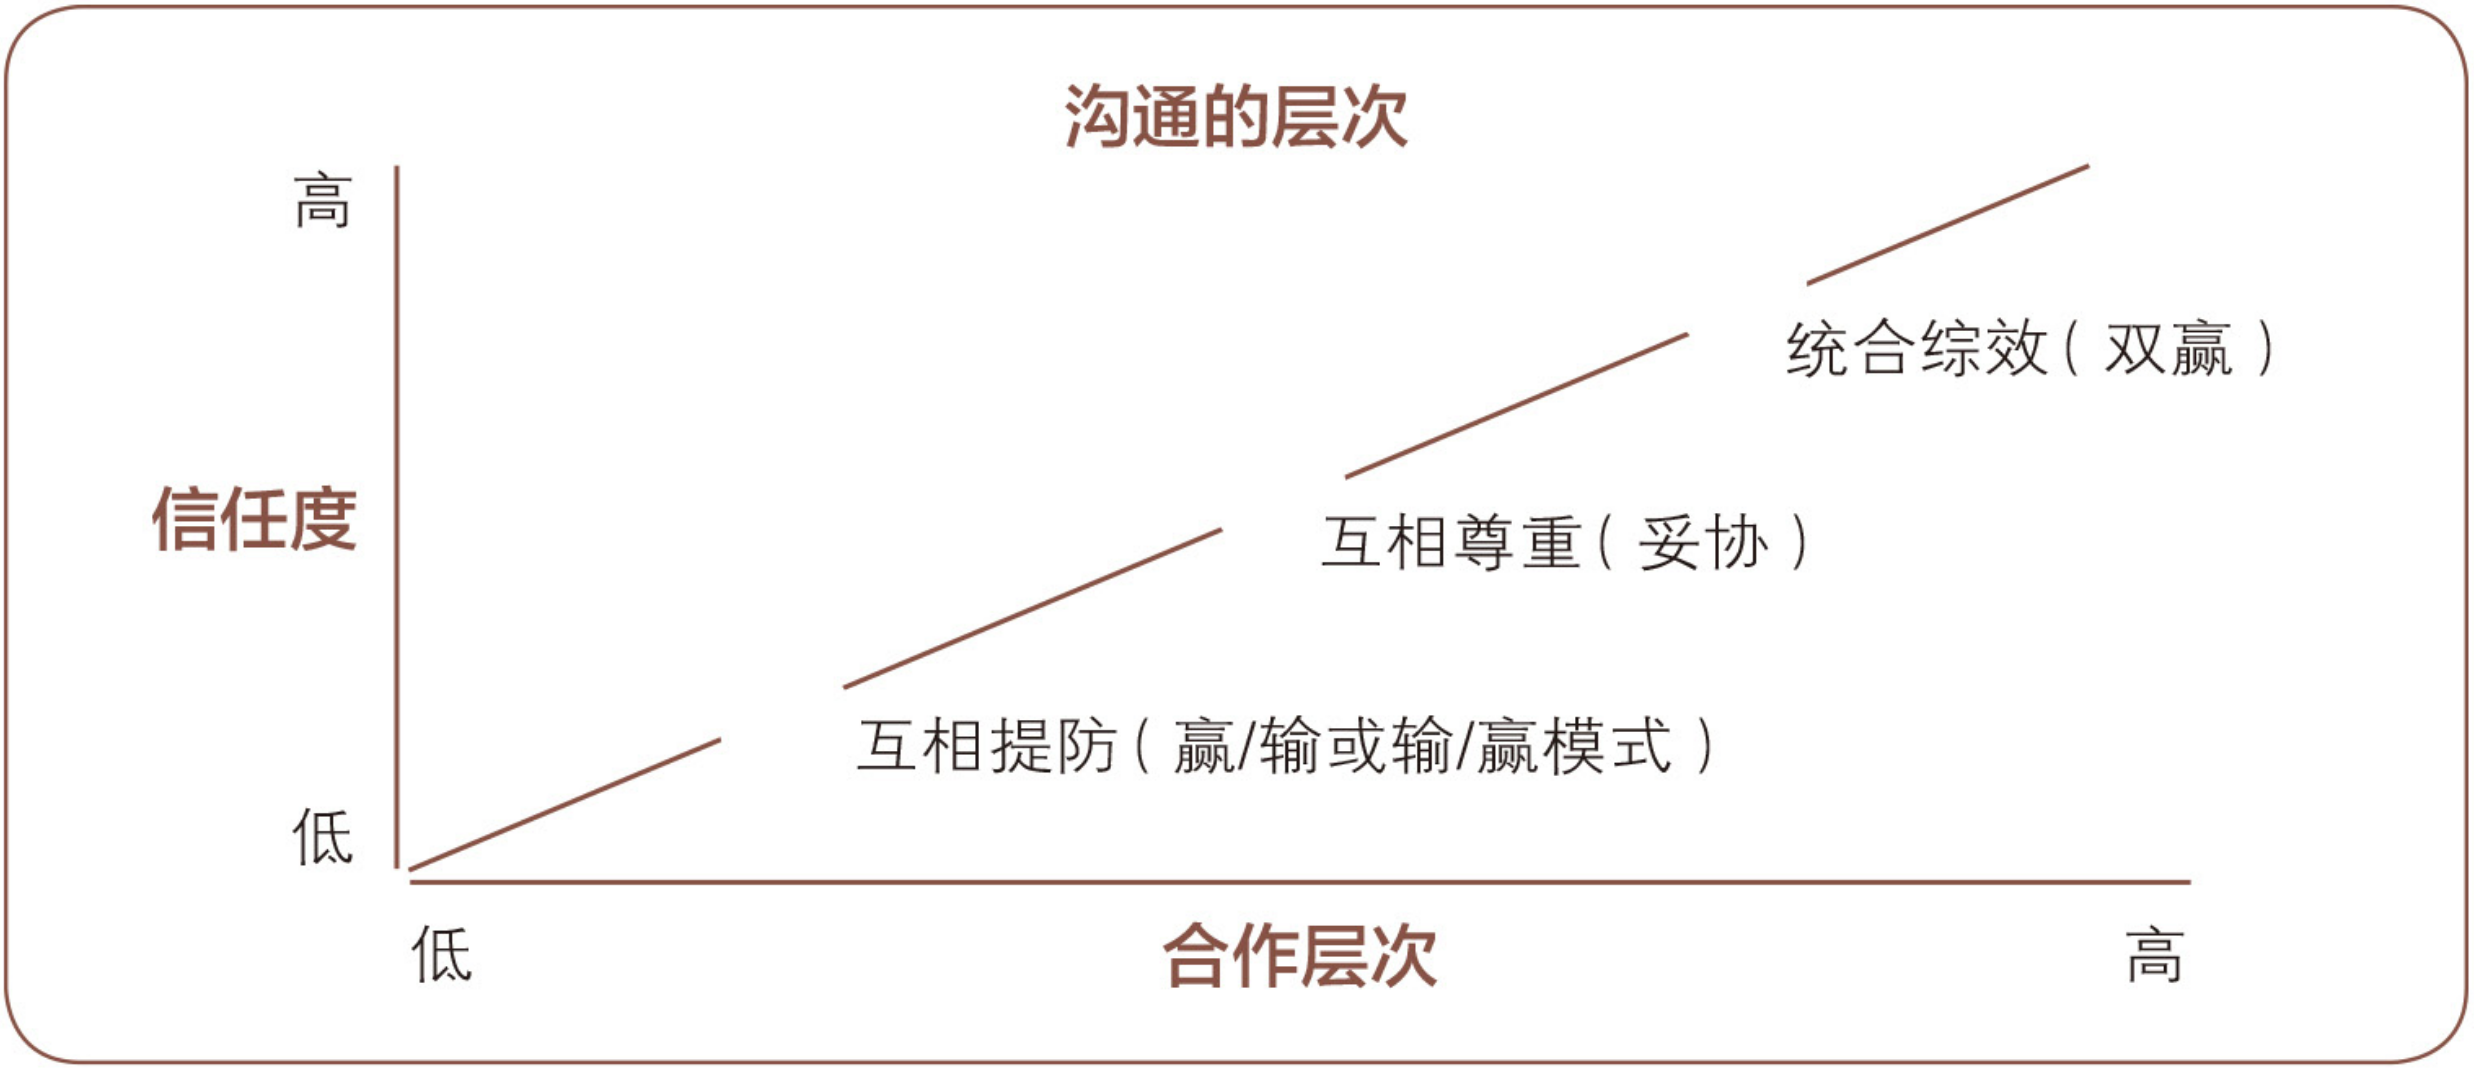 沟通的层次
高
统合综效(双赢)
信任度
互相尊重(妥协)
互相提防(赢/输或输/赢模式)
低
低
合作层次
高